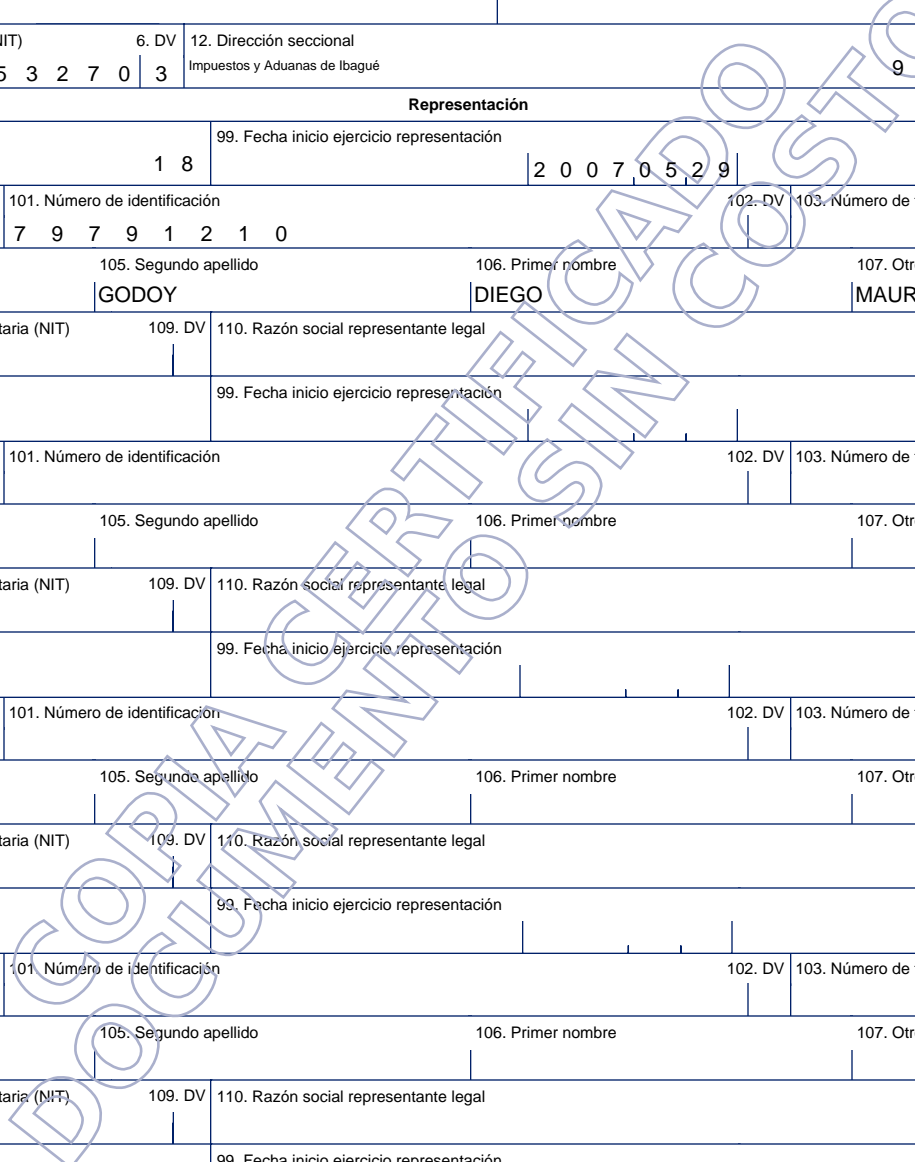 IT) 6. DV 12. Dirección seccional
5 3 2 7 0 3 Impuestos y Aduanas de Ibagué 9
Representación
99. Fecha inicio ejercicio representación
1 8 2 0 0 7 0 5 2 9
101. Número de identificación 102. DV 103. Número de
7 9 7 9 1 2 1 0
105. Segundo apellido 106. Primer nombre 107. Otr
GODOY DIEGO MAUR
taria (NIT) 109. DV 110. Razón social representante legal
99. Fecha inicio ejercicio representación
101. Número de identificación 102. DV 103. Número de
105. Segundo apellido 106. Primer nombre 107. Otr
taria (NIT) 109. DV 110. Razón social representante legal
99. Fecha inicio ejercicio representación
101. Número de identificación 102. DV 103. Número de
105. Segundo apellido 106. Primer nombre 107. Otr
taria (NIT) 109. DV 110. Razón social representante legal
99. Fecha inicio ejercicio representación
101. Número de identificación 102. DV 103. Número de
105. Segundo apellido 106. Primer nombre 107. Otr
taria (NIT) 109. DV 110. Razón social representante legal
99. Fecha inicio ejercicio representación
COPIA CERTIFICADO
DOCUMENTO SIN COSTO